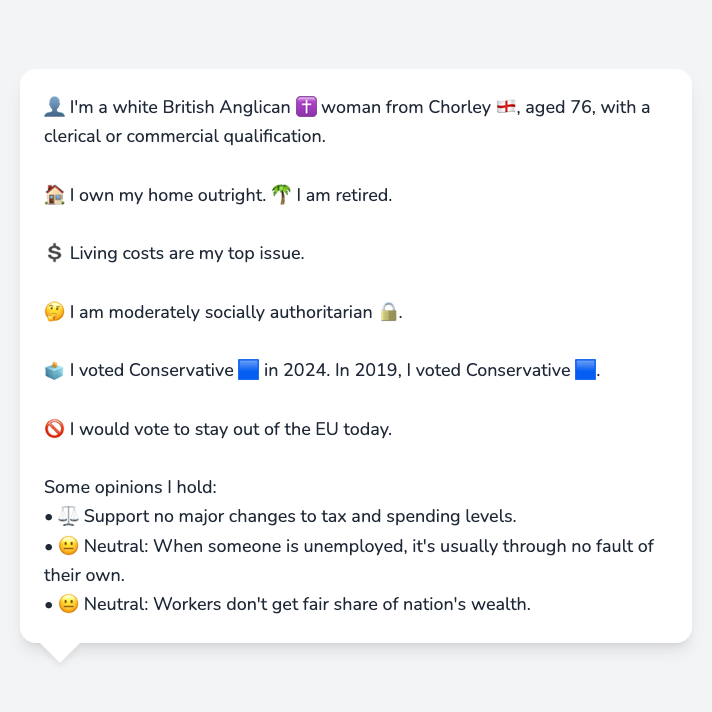 👤 I'm a white British Anglican ✝️ woman from Chorley 🏴󠁧󠁢󠁥󠁮󠁧󠁿, aged 76, with a
clerical or commercial qualification.
🏠 I own my home outright. 🌴 I am retired.
💲 Living costs are my top issue.
🤔 I am moderately socially authoritarian 🔒.
🗳️ I voted Conservative 🟦 in 2024. In 2019, I voted Conservative 🟦.
🚫 I would vote to stay out of the EU today.
Some opinions I hold:
• ⚖️ Support no major changes to tax and spending levels.
• 😐 Neutral: When someone is unemployed, it's usually through no fault of
their own.
• 😐 Neutral: Workers don't get fair share of nation's wealth.